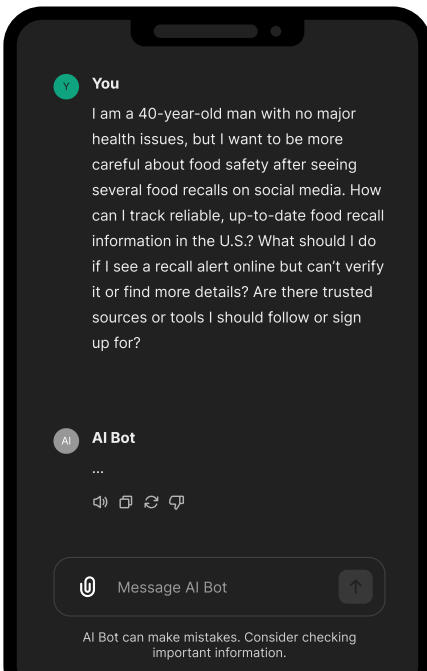 Y
You
I am a 40-year-old man with no major
health issues, but I want to be more
careful about food safety after seeing
several food recalls on social media. How
can I track reliable, up-to-date food recall
information in the U.S.? What should I do
if I see a recall alert online but can’t verify
it or find more details? Are there trusted
sources or tools I should follow or sign
up for?
AI
AI Bot
...
Message AI Bot
AI Bot can make mistakes. Consider checking
important information.